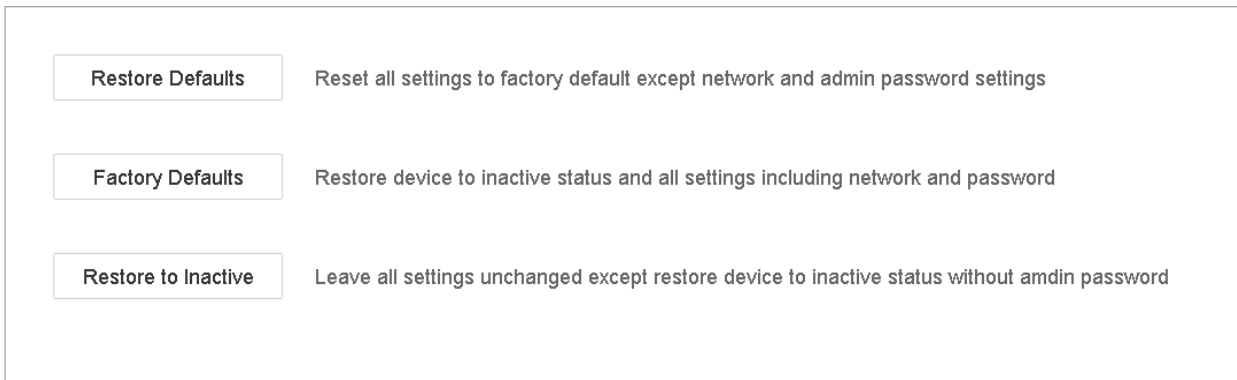 Restore Defaults Reset all settings to factory default except network and admin password settings
Factory Defaults Restore device to inactive status and all settings including network and password
Restore to Inactive Leave all settings unchanged except restore device to inactive status without amdin password